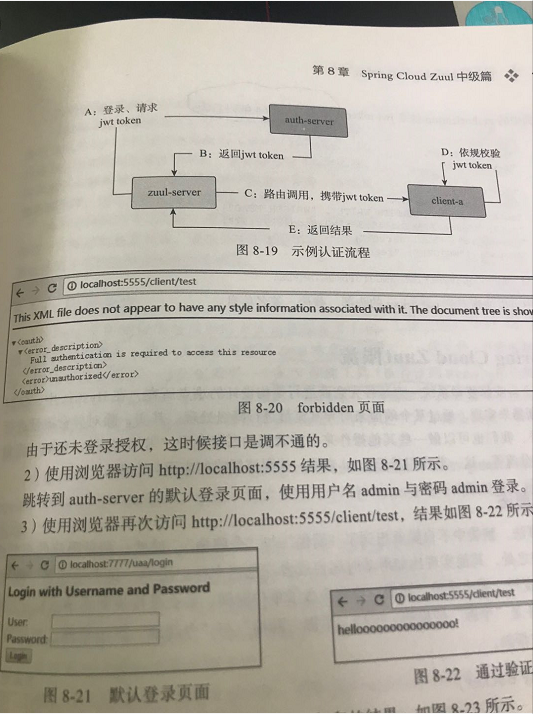 第 8 章 Spring Cloud Zuul 中级篇
A：登录、请求
jwt token
auth-server
B：返回jwt token
D：依规校验
jwt token
zuul-server
C：路由调用，携带jwt token
client-a
E：返回结果
图 8-19 示例认证流程
localhost:5555/client/test
This XML file does not appear to have any style information associated with it. The document tree is show
▼<oauth>
▼<error_description>
Full authentication is required to access this resource
</error_description>
<error>unauthorized</error>
</oauth>
图 8-20 forbidden 页面
由于还未登录授权，这时候接口是调不通的。
2）使用浏览器访问 http://localhost:5555 结果，如图 8-21 所示。
跳转到 auth-server 的默认登录页面，使用用户名 admin 与密码 admin 登录。
3）使用浏览器再次访问 http://localhost:5555/client/test，结果如图 8-22 所示
localhost:7777/uaa/login
Login with Username and Password
User:
Password:
Login
图 8-21 默认登录页面
localhost:5555/client/test
hellooooooooooooooo!
图 8-22 通过验证
如图 8-23 所示。